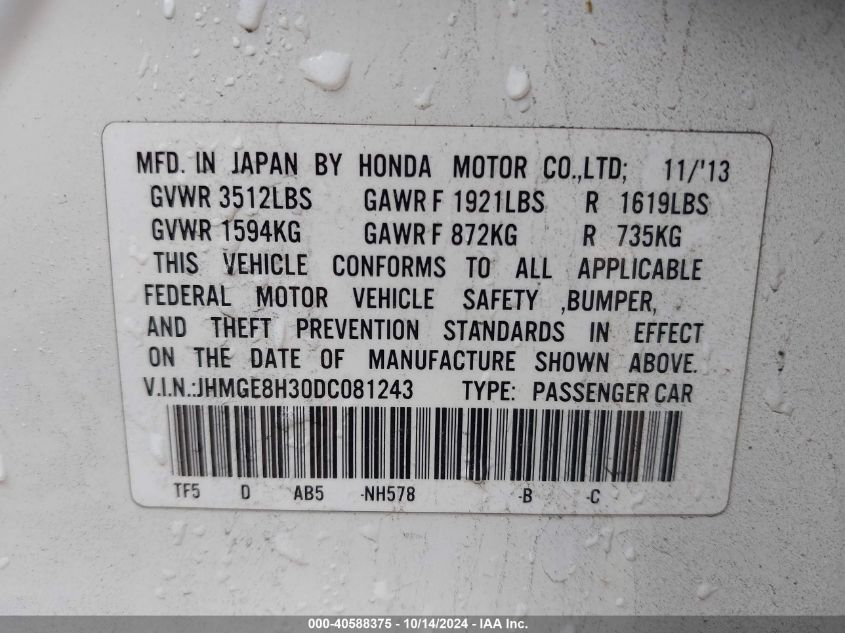 MFD. IN JAPAN BY HONDA MOTOR CO.,LTD; 11/'13
GVWR 3512LBS GAWR F 1921LBS R 1619LBS
GVWR 1594KG GAWR F 872KG R 735KG
THIS VEHICLE CONFORMS TO ALL APPLICABLE
FEDERAL MOTOR VEHICLE SAFETY ,BUMPER,
AND THEFT PREVENTION STANDARDS IN EFFECT
ON THE DATE OF MANUFACTURE SHOWN ABOVE.
V.I.N.:JHMGE8H30DC081243 TYPE: PASSENGER CAR
TF5 D AB5 -NH578 -B -C
000-40588375 - 10/14/2024 - IAA Inc.